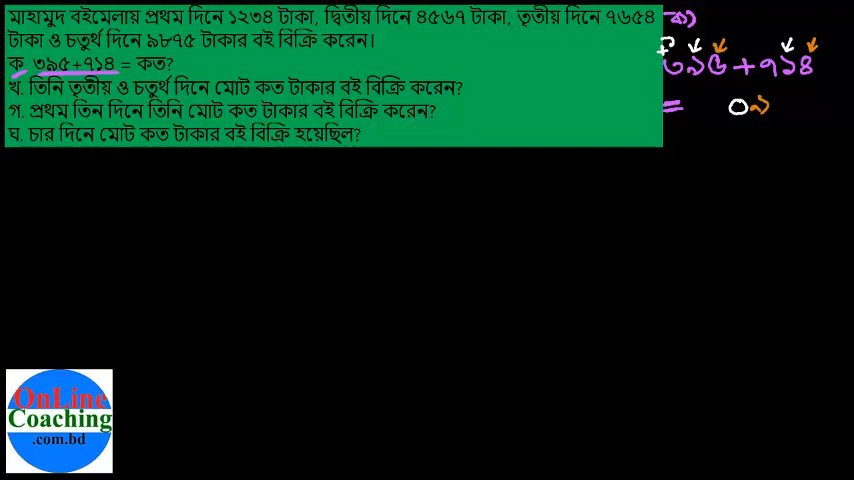 মাহামুদ বইমেলায় প্রথম দিনে ১২৩৪ টাকা, দ্বিতীয় দিনে ৪৫৬৭ টাকা, তৃতীয় দিনে ৭৬৫৪
টাকা ও চতুর্থ দিনে ৯৮৭৫ টাকার বই বিক্রি করেন।
ক. ৩৯৫+৭১৪ = কত?
খ. তিনি তৃতীয় ও চতুর্থ দিনে মোট কত টাকার বই বিক্রি করেন?
গ. প্রথম তিন দিনে তিনি মোট কত টাকার বই বিক্রি করেন?
ঘ. চার দিনে মোট কত টাকার বই বিক্রি হয়েছিল?
ক)
৩৯৫+৭১৪
= ০৯
OnLine
Coaching
.com.bd